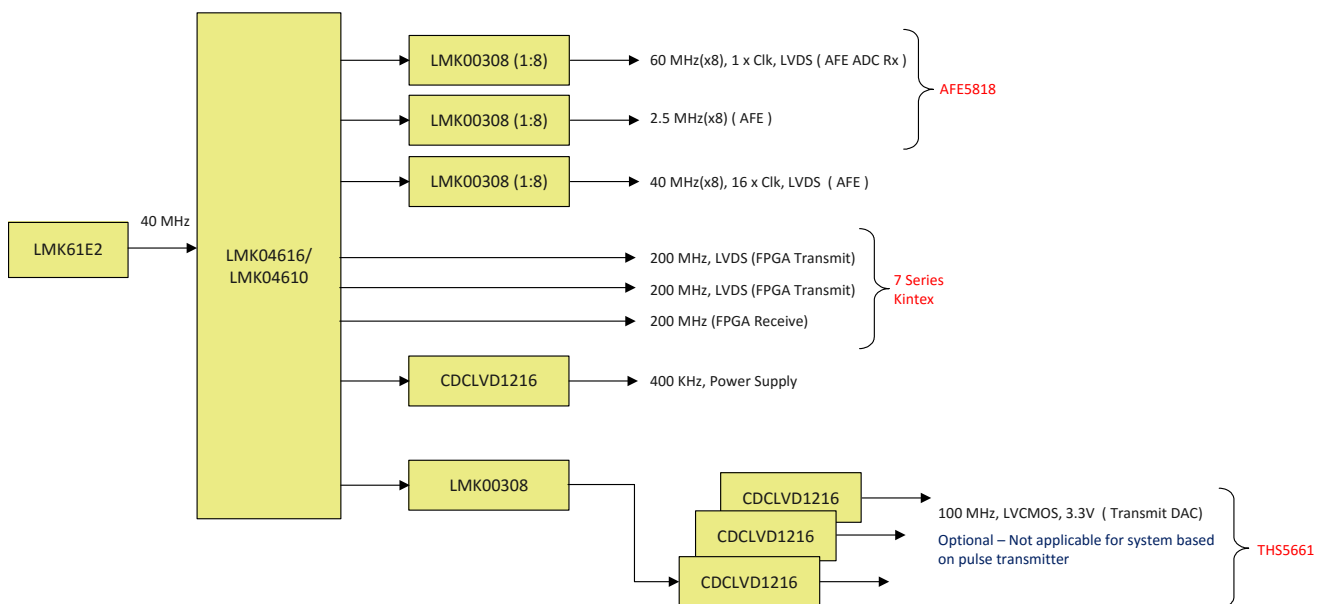 LMK00308 (1:8)
60 MHz(x8), 1 x Clk, LVDS ( AFE ADC Rx )
AFE5818
LMK00308 (1:8)
2.5 MHz(x8) ( AFE )
LMK00308 (1:8)
40 MHz(x8), 16 x Clk, LVDS ( AFE )
40 MHz
LMK61E2
LMK04616/
LMK04610
200 MHz, LVDS (FPGA Transmit)
200 MHz, LVDS (FPGA Transmit)
200 MHz (FPGA Receive)
7 Series
Kintex
CDCLVD1216
400 KHz, Power Supply
LMK00308
CDCLVD1216
CDCLVD1216
CDCLVD1216
100 MHz, LVCMOS, 3.3V ( Transmit DAC)
Optional – Not applicable for system based
on pulse transmitter
THS5661